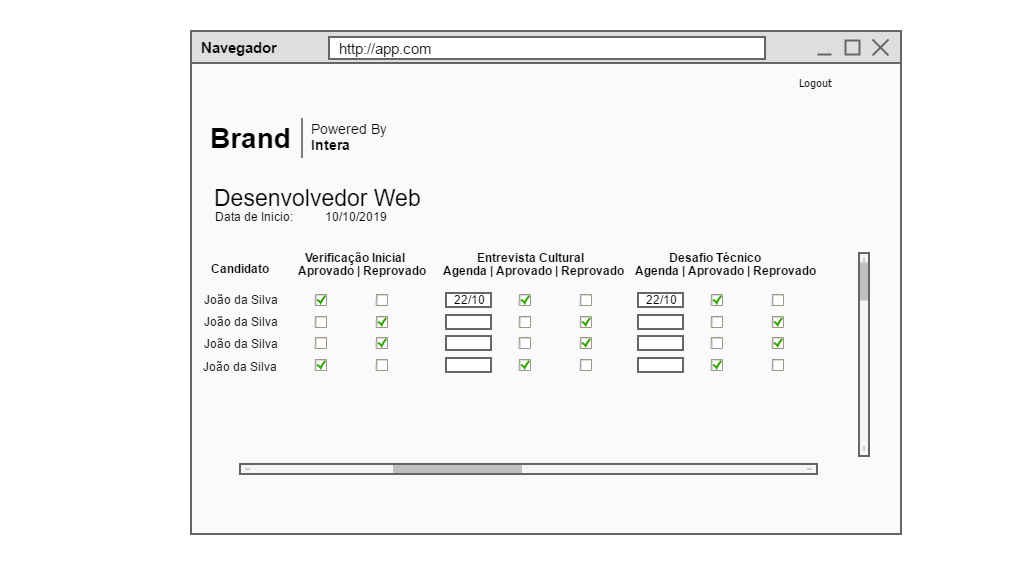 Navegador http://app.com
Logout
Brand
Powered By
Intera
Desenvolvedor Web
Data de Inicio: 10/10/2019
Verificação Inicial Entrevista Cultural Desafio Técnico
Candidato Aprovado | Reprovado Agenda | Aprovado | Reprovado Agenda | Aprovado | Reprovado
João da Silva 22/10 22/10
João da Silva
João da Silva
João da Silva